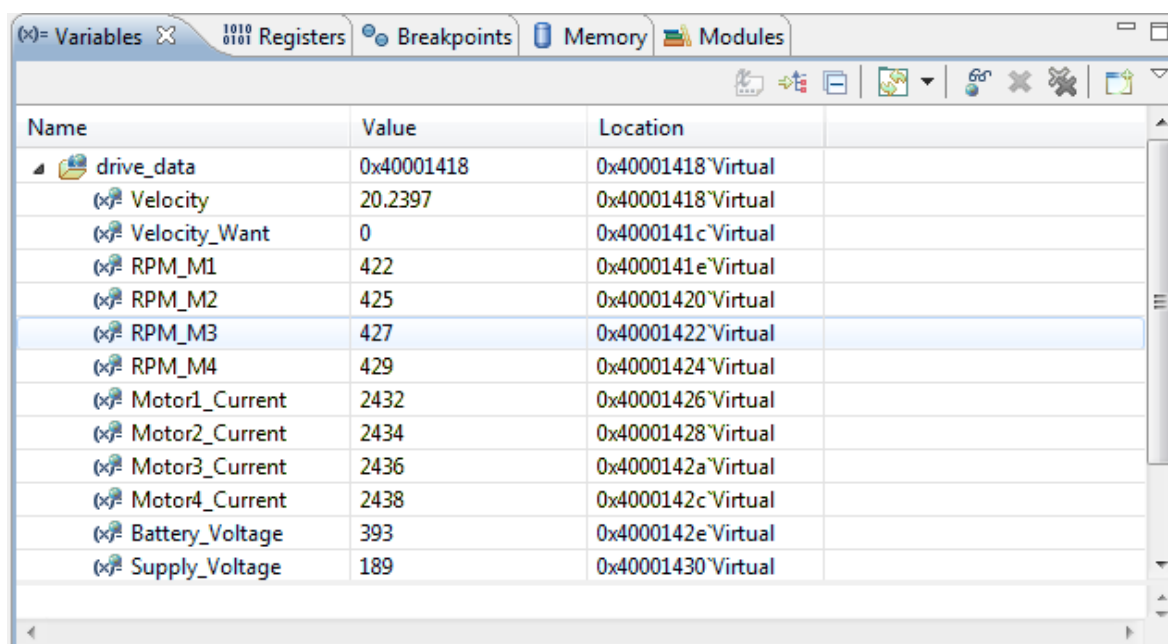 (x)= Variables 1010 0101 Registers Breakpoints Memory Modules
Name Value Location
drive_data 0x40001418 0x40001418`Virtual
(x)= Velocity 20.2397 0x40001418`Virtual
(x)= Velocity_Want 0 0x4000141c`Virtual
(x)= RPM_M1 422 0x4000141e`Virtual
(x)= RPM_M2 425 0x40001420`Virtual
(x)= RPM_M3 427 0x40001422`Virtual
(x)= RPM_M4 429 0x40001424`Virtual
(x)= Motor1_Current 2432 0x40001426`Virtual
(x)= Motor2_Current 2434 0x40001428`Virtual
(x)= Motor3_Current 2436 0x4000142a`Virtual
(x)= Motor4_Current 2438 0x4000142c`Virtual
(x)= Battery_Voltage 393 0x4000142e`Virtual
(x)= Supply_Voltage 189 0x40001430`Virtual